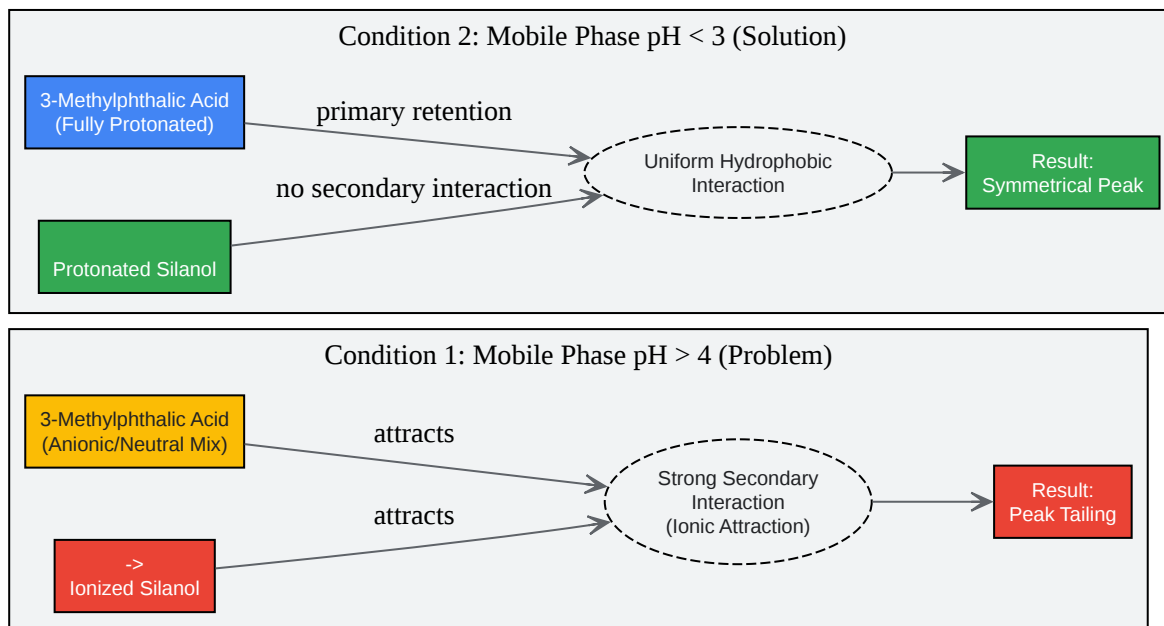 Condition 2: Mobile Phase pH < 3 (Solution)
3-Methylphthalic Acid
(Fully Protonated)
primary retention
no secondary interaction
Protonated Silanol
Uniform Hydrophobic
Interaction
Result:
Symmetrical Peak
Condition 1: Mobile Phase pH > 4 (Problem)
3-Methylphthalic Acid
(Anionic/Neutral Mix)
attracts
attracts
->
Ionized Silanol
Strong Secondary
Interaction
(Ionic Attraction)
Result:
Peak Tailing